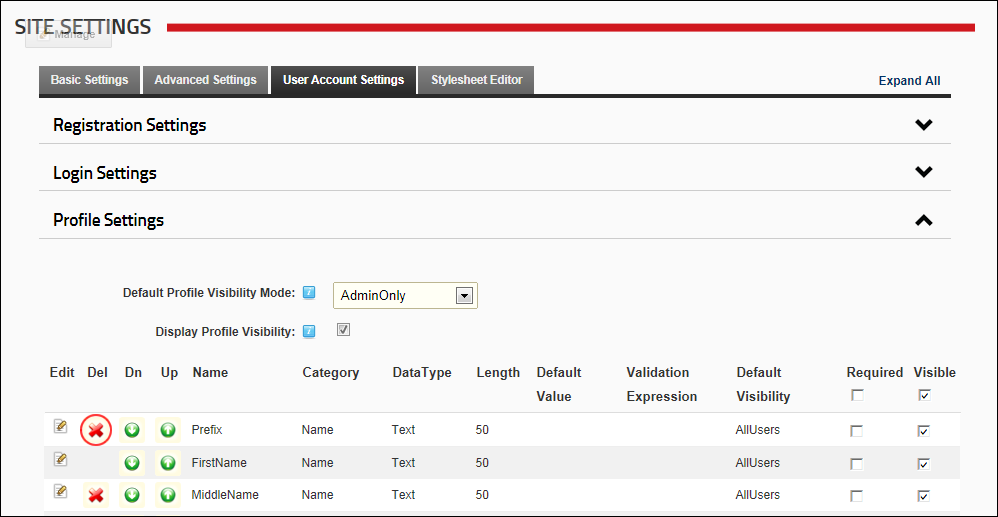 SITE SETTINGS
Manage
Basic Settings Advanced Settings User Account Settings Stylesheet Editor Expand All
Registration Settings
Login Settings
Profile Settings
Default Profile Visibility Mode: AdminOnly
Display Profile Visibility:
Edit Del Dn Up Name Category DataType Length Default Value Validation Expression Default Visibility Required Visible
Prefix Name Text 50 AllUsers
FirstName Name Text 50 AllUsers
MiddleName Name Text 50 AllUsers